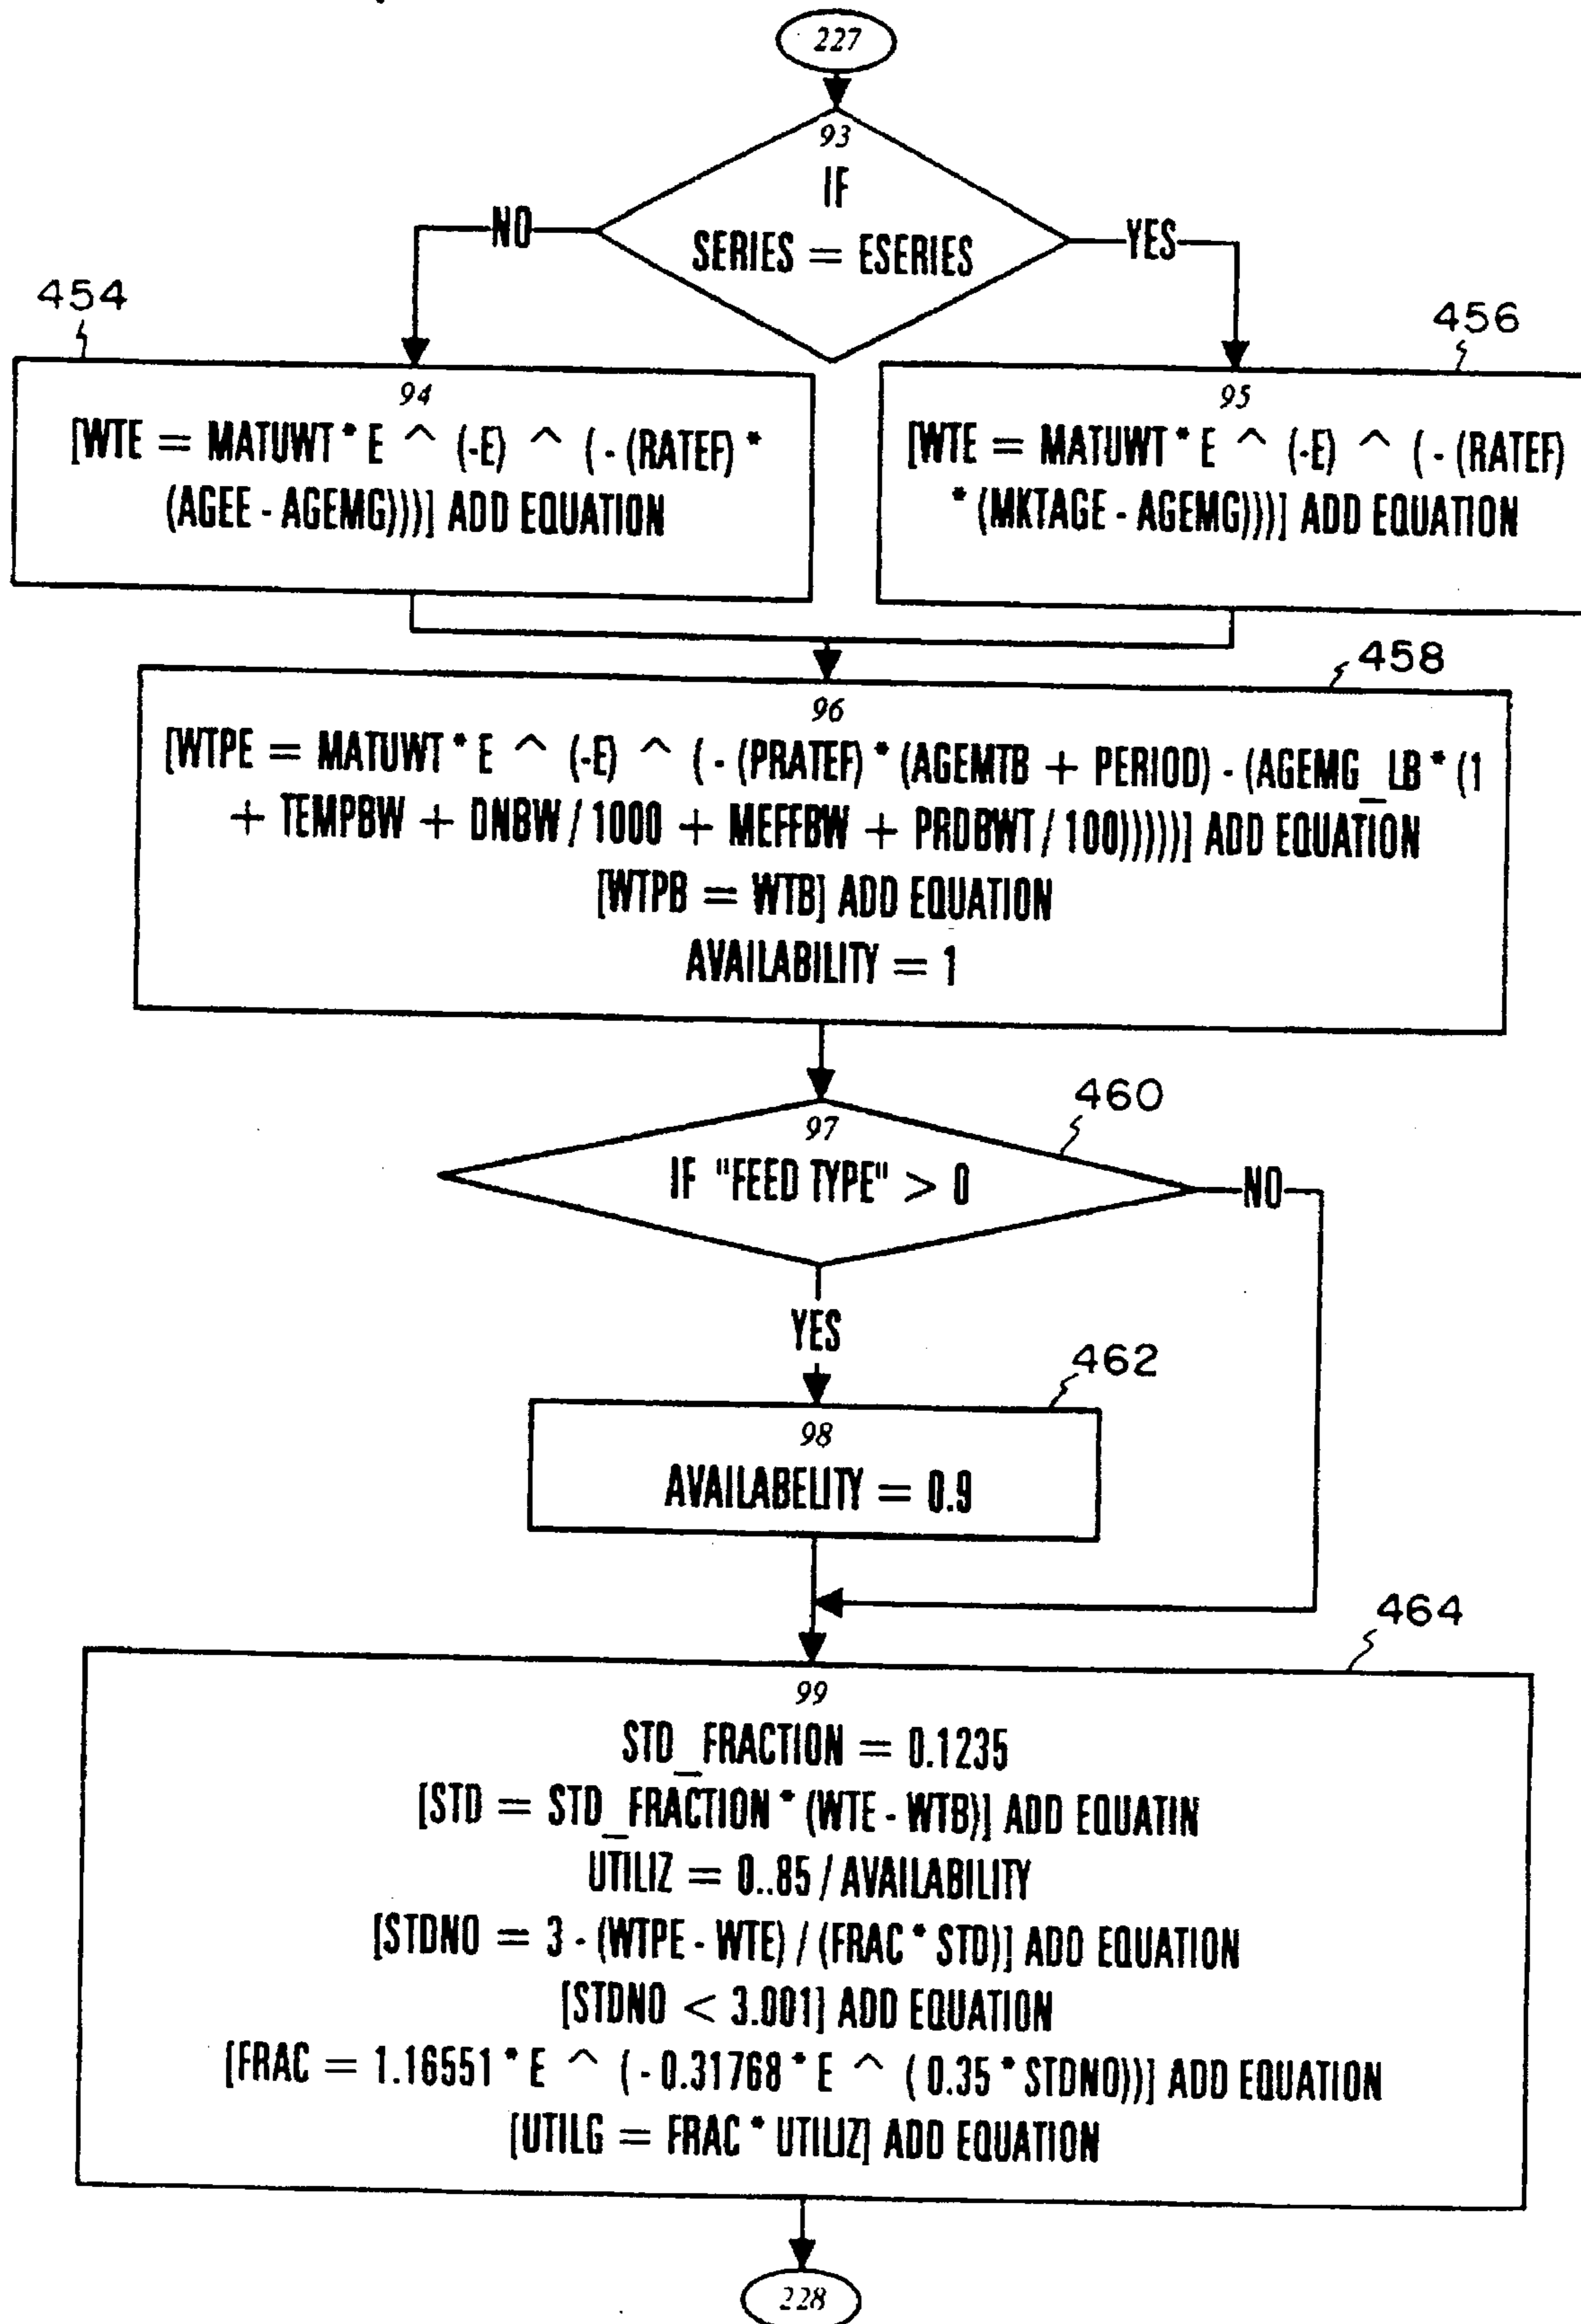 227
93
IF
SERIES = ESERIES
NO
YES
454
456
94
[WTE = MATUWT * E ^ (-E) ^ (- (RATEF) *
(AGEE - AGEMG)))] ADD EQUATION
95
[WTE = MATUWT * E ^ (-E) ^ (- (RATEF)
* (MKTAGE - AGEMG)))] ADD EQUATION
458
96
[WTPE = MATUWT * E ^ (-E) ^ (- (PRATEF) * (AGEMTB + PERIOD) - (AGEMG_LB * (1
+ TEMPBW + DNBW / 1000 + MEFFBW + PRDBWT / 100)))))] ADD EQUATION
[WTPB = WTB] ADD EQUATION
AVAILABILITY = 1
460
97
IF "FEED TYPE" > 0
NO
YES
462
98
AVAILABELITY = 0.9
464
99
STD_FRACTION = 0.1235
[STD = STD_FRACTION * (WTE - WTB)] ADD EQUATIN
UTILIZ = 0..85 / AVAILABILITY
[STDNO = 3 - (WTPE - WTE) / (FRAC * STD)] ADD EQUATION
[STDNO < 3.001] ADD EQUATION
[FRAC = 1.16551 * E ^ (- 0.31768 * E ^ ( 0.35 * STDNO))] ADD EQUATION
[UTILG = FRAC * UTILIZ] ADD EQUATION
228